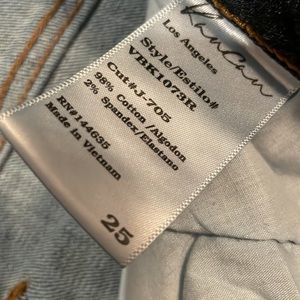 KanCan
Los Angeles
Style/Estilo#
VBK1073R
Cut#J-705
98% Cotton /Algodon
2% Spandex/Elastano
RN#144635
Made in Vietnam
25